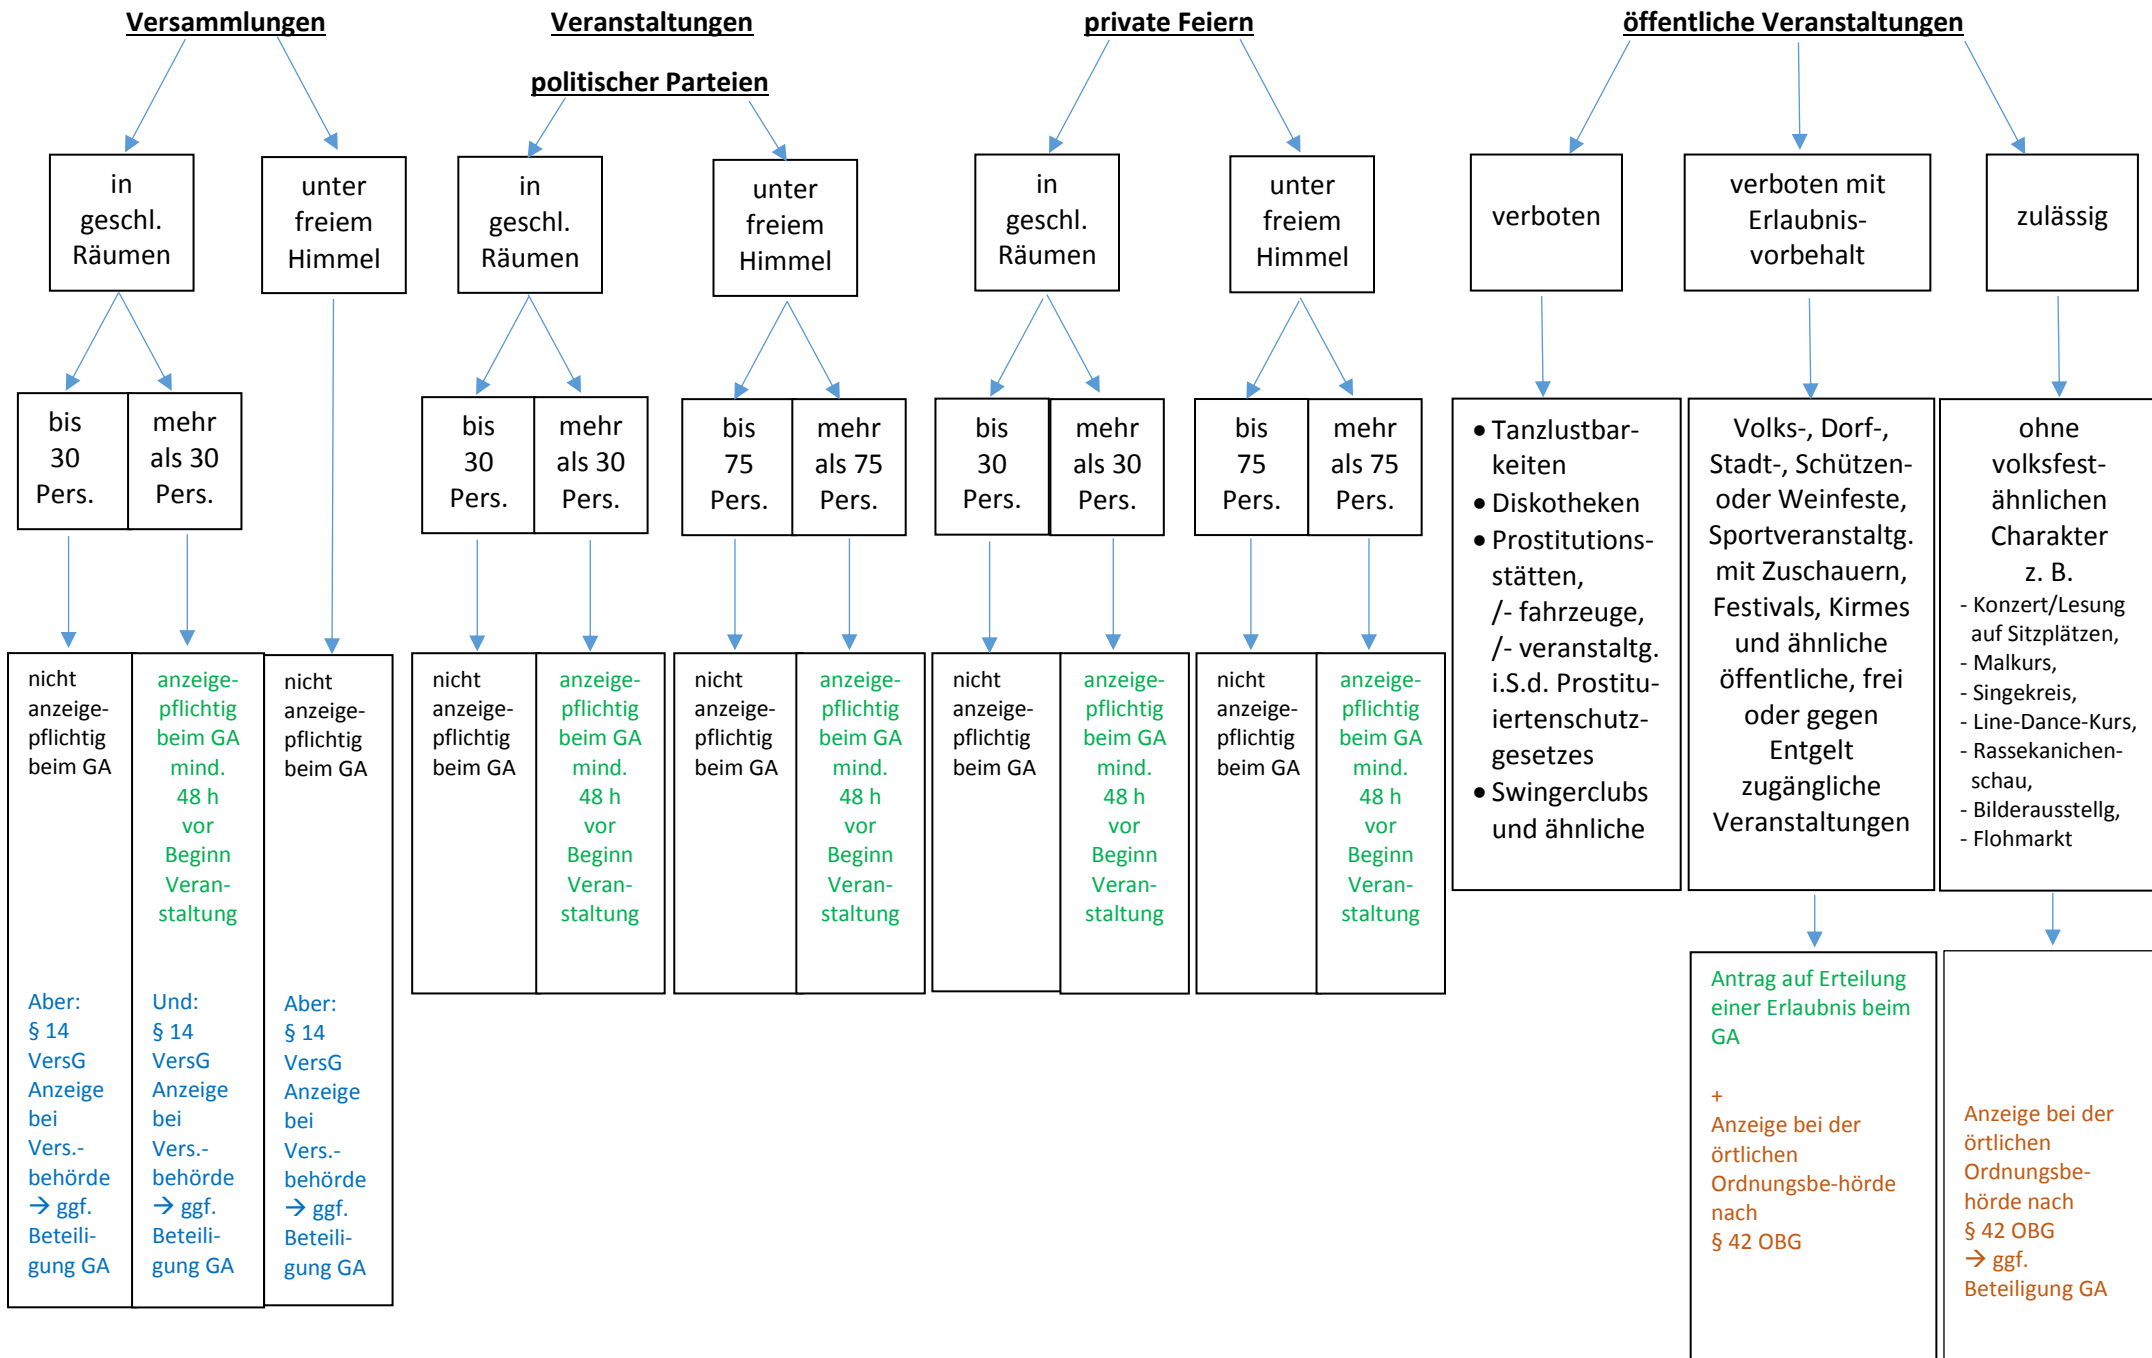 Versammlungen
Veranstaltungen
politischer Parteien
private Feiern
öffentliche Veranstaltungen
in
geschl.
Räumen
unter
freiem
Himmel
in
geschl.
Räumen
unter
freiem
Himmel
in
geschl.
Räumen
unter
freiem
Himmel
verboten
verboten mit
Erlaubnis-
vorbehalt
zulässig
bis
30
Pers.
mehr
als 30
Pers.
bis
30
Pers.
mehr
als 30
Pers.
bis
75
Pers.
mehr
als 75
Pers.
bis
30
Pers.
mehr
als 30
Pers.
bis
75
Pers.
mehr
als 75
Pers.
• Tanzlustbar-
keiten
• Diskotheken
• Prostitutions-
stätten,
/- fahrzeuge,
/- veranstaltg.
i.S.d. Prostitu-
iertenschutz-
gesetzes
• Swingerclubs
und ähnliche
Volks-, Dorf-,
Stadt-, Schützen-
oder Weinfeste,
Sportveranstaltg.
mit Zuschauern,
Festivals, Kirmes
und ähnliche
öffentliche, frei
oder gegen
Entgelt
zugängliche
Veranstaltungen
ohne
volksfest-
ähnlichen
Charakter
z. B.
- Konzert/Lesung
auf Sitzplätzen,
- Malkurs,
- Singekreis,
- Line-Dance-Kurs,
- Rassekanichen-
schau,
- Bilderausstellg,
- Flohmarkt
nicht
anzeige-
pflichtig
beim GA
Aber:
§ 14
VersG
Anzeige
bei
Vers.-
behörde
→ ggf.
Beteili-
gung GA
anzeige-
pflichtig
beim GA
mind.
48 h
vor
Beginn
Veran-
staltung
Und:
§ 14
VersG
Anzeige
bei
Vers.-
behörde
→ ggf.
Beteili-
gung GA
nicht
anzeige-
pflichtig
beim GA
Aber:
§ 14
VersG
Anzeige
bei
Vers.-
behörde
→ ggf.
Beteili-
gung GA
nicht
anzeige-
pflichtig
beim GA
anzeige-
pflichtig
beim GA
mind.
48 h
vor
Beginn
Veran-
staltung
nicht
anzeige-
pflichtig
beim GA
anzeige-
pflichtig
beim GA
mind.
48 h
vor
Beginn
Veran-
staltung
nicht
anzeige-
pflichtig
beim GA
anzeige-
pflichtig
beim GA
mind.
48 h
vor
Beginn
Veran-
staltung
nicht
anzeige-
pflichtig
beim GA
anzeige-
pflichtig
beim GA
mind.
48 h
vor
Beginn
Veran-
staltung
Antrag auf Erteilung
einer Erlaubnis beim
GA
+
Anzeige bei der
örtlichen
Ordnungsbe-hörde
nach
§ 42 OBG
Anzeige bei der
örtlichen
Ordnungsbe-
hörde nach
§ 42 OBG
→ ggf.
Beteiligung GA